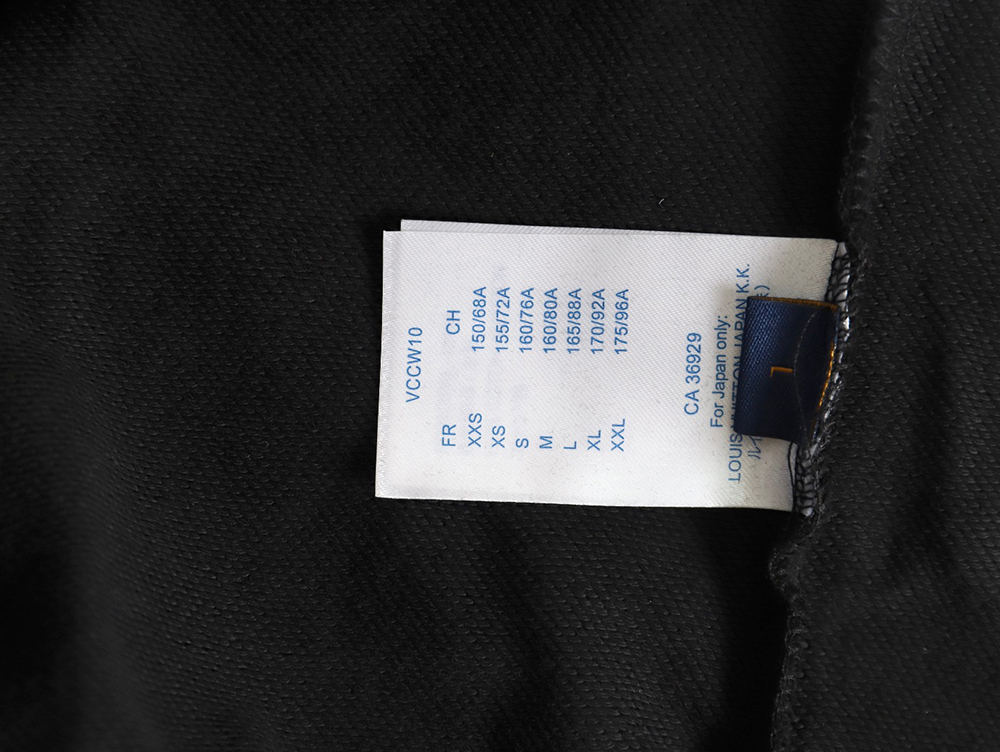 VCCW10
FR CH
XXS 150/68A
XS 155/72A
S 160/76A
M 160/80A
L 165/88A
XL 170/92A
XXL 175/96A
CA 36929
For Japan only:
LOUIS VUITTON JAPAN K.K.
L